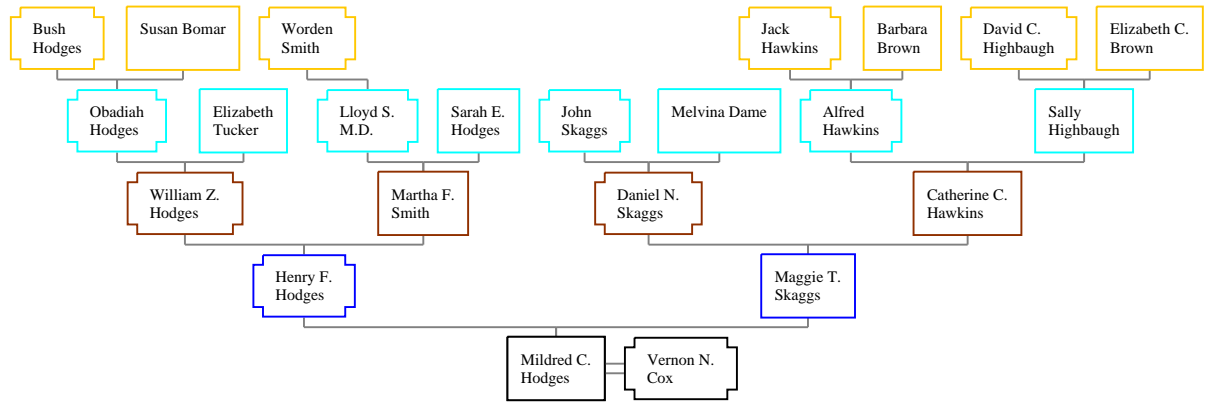 Bush
Hodges
Susan Bomar
Worden
Smith
Jack
Hawkins
Barbara
Brown
David C.
Highbaugh
Elizabeth C.
Brown
Obadiah
Hodges
Elizabeth
Tucker
Lloyd S.
M.D.
Sarah E.
Hodges
John
Skaggs
Melvina Dame
Alfred
Hawkins
Sally
Highbaugh
William Z.
Hodges
Martha F.
Smith
Daniel N.
Skaggs
Catherine C.
Hawkins
Henry F.
Hodges
Maggie T.
Skaggs
Mildred C.
Hodges
Vernon N.
Cox